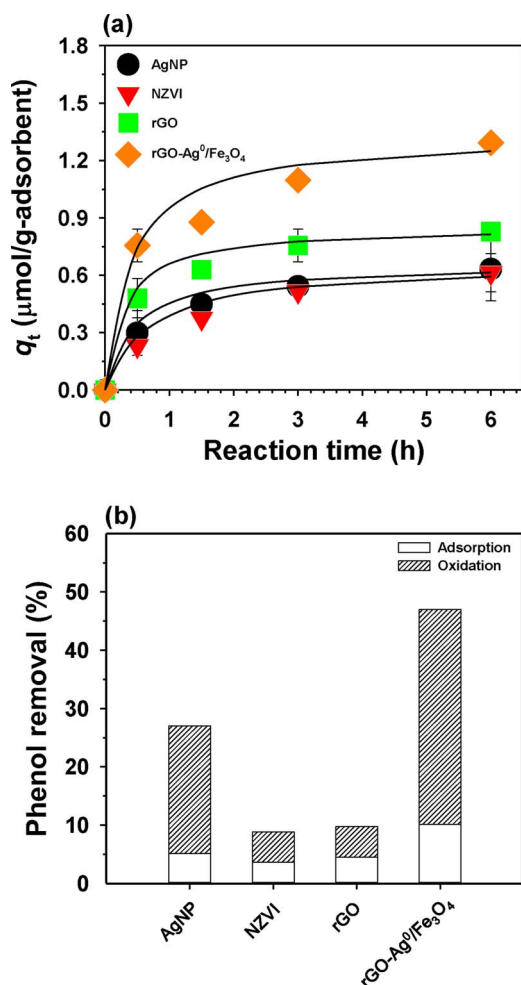 (a)
1.8
1.5
1.2
0.9
0.6
0.3
0.0
qt (μmol/g-adsorbent)
AgNP
NZVI
rGO
rGO-Ag⁰/Fe₃O₄
0 1 2 3 4 5 6
Reaction time (h)
(b)
60
50
40
30
20
10
0
Phenol removal (%)
Adsorption
Oxidation
AgNP
NZVI
rGO
rGO-Ag⁰/Fe₃O₄